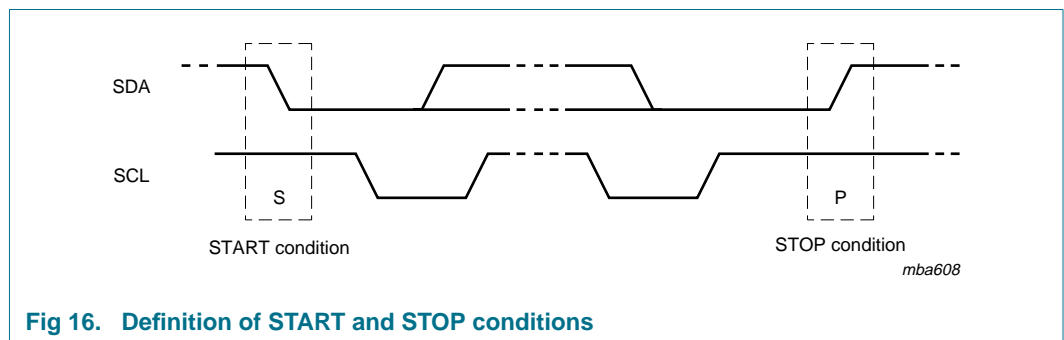 SDA
SCL
S
P
START condition
STOP condition
mba608
Fig 16. Definition of START and STOP conditions